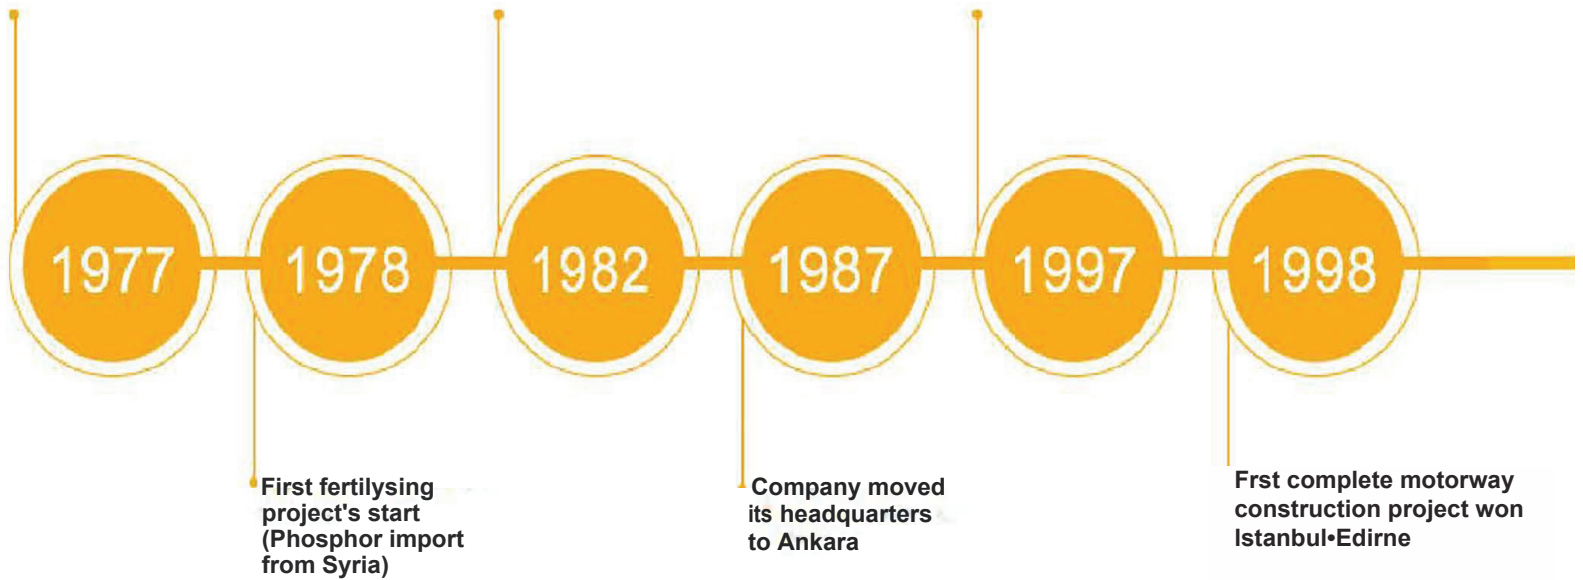 1977
1978
1982
1987
1997
1998
First fertilysing
project's start
(Phosphor import
from Syria)
Company moved
its headquarters
to Ankara
Frst complete motorway
construction project won
Istanbul•Edirne